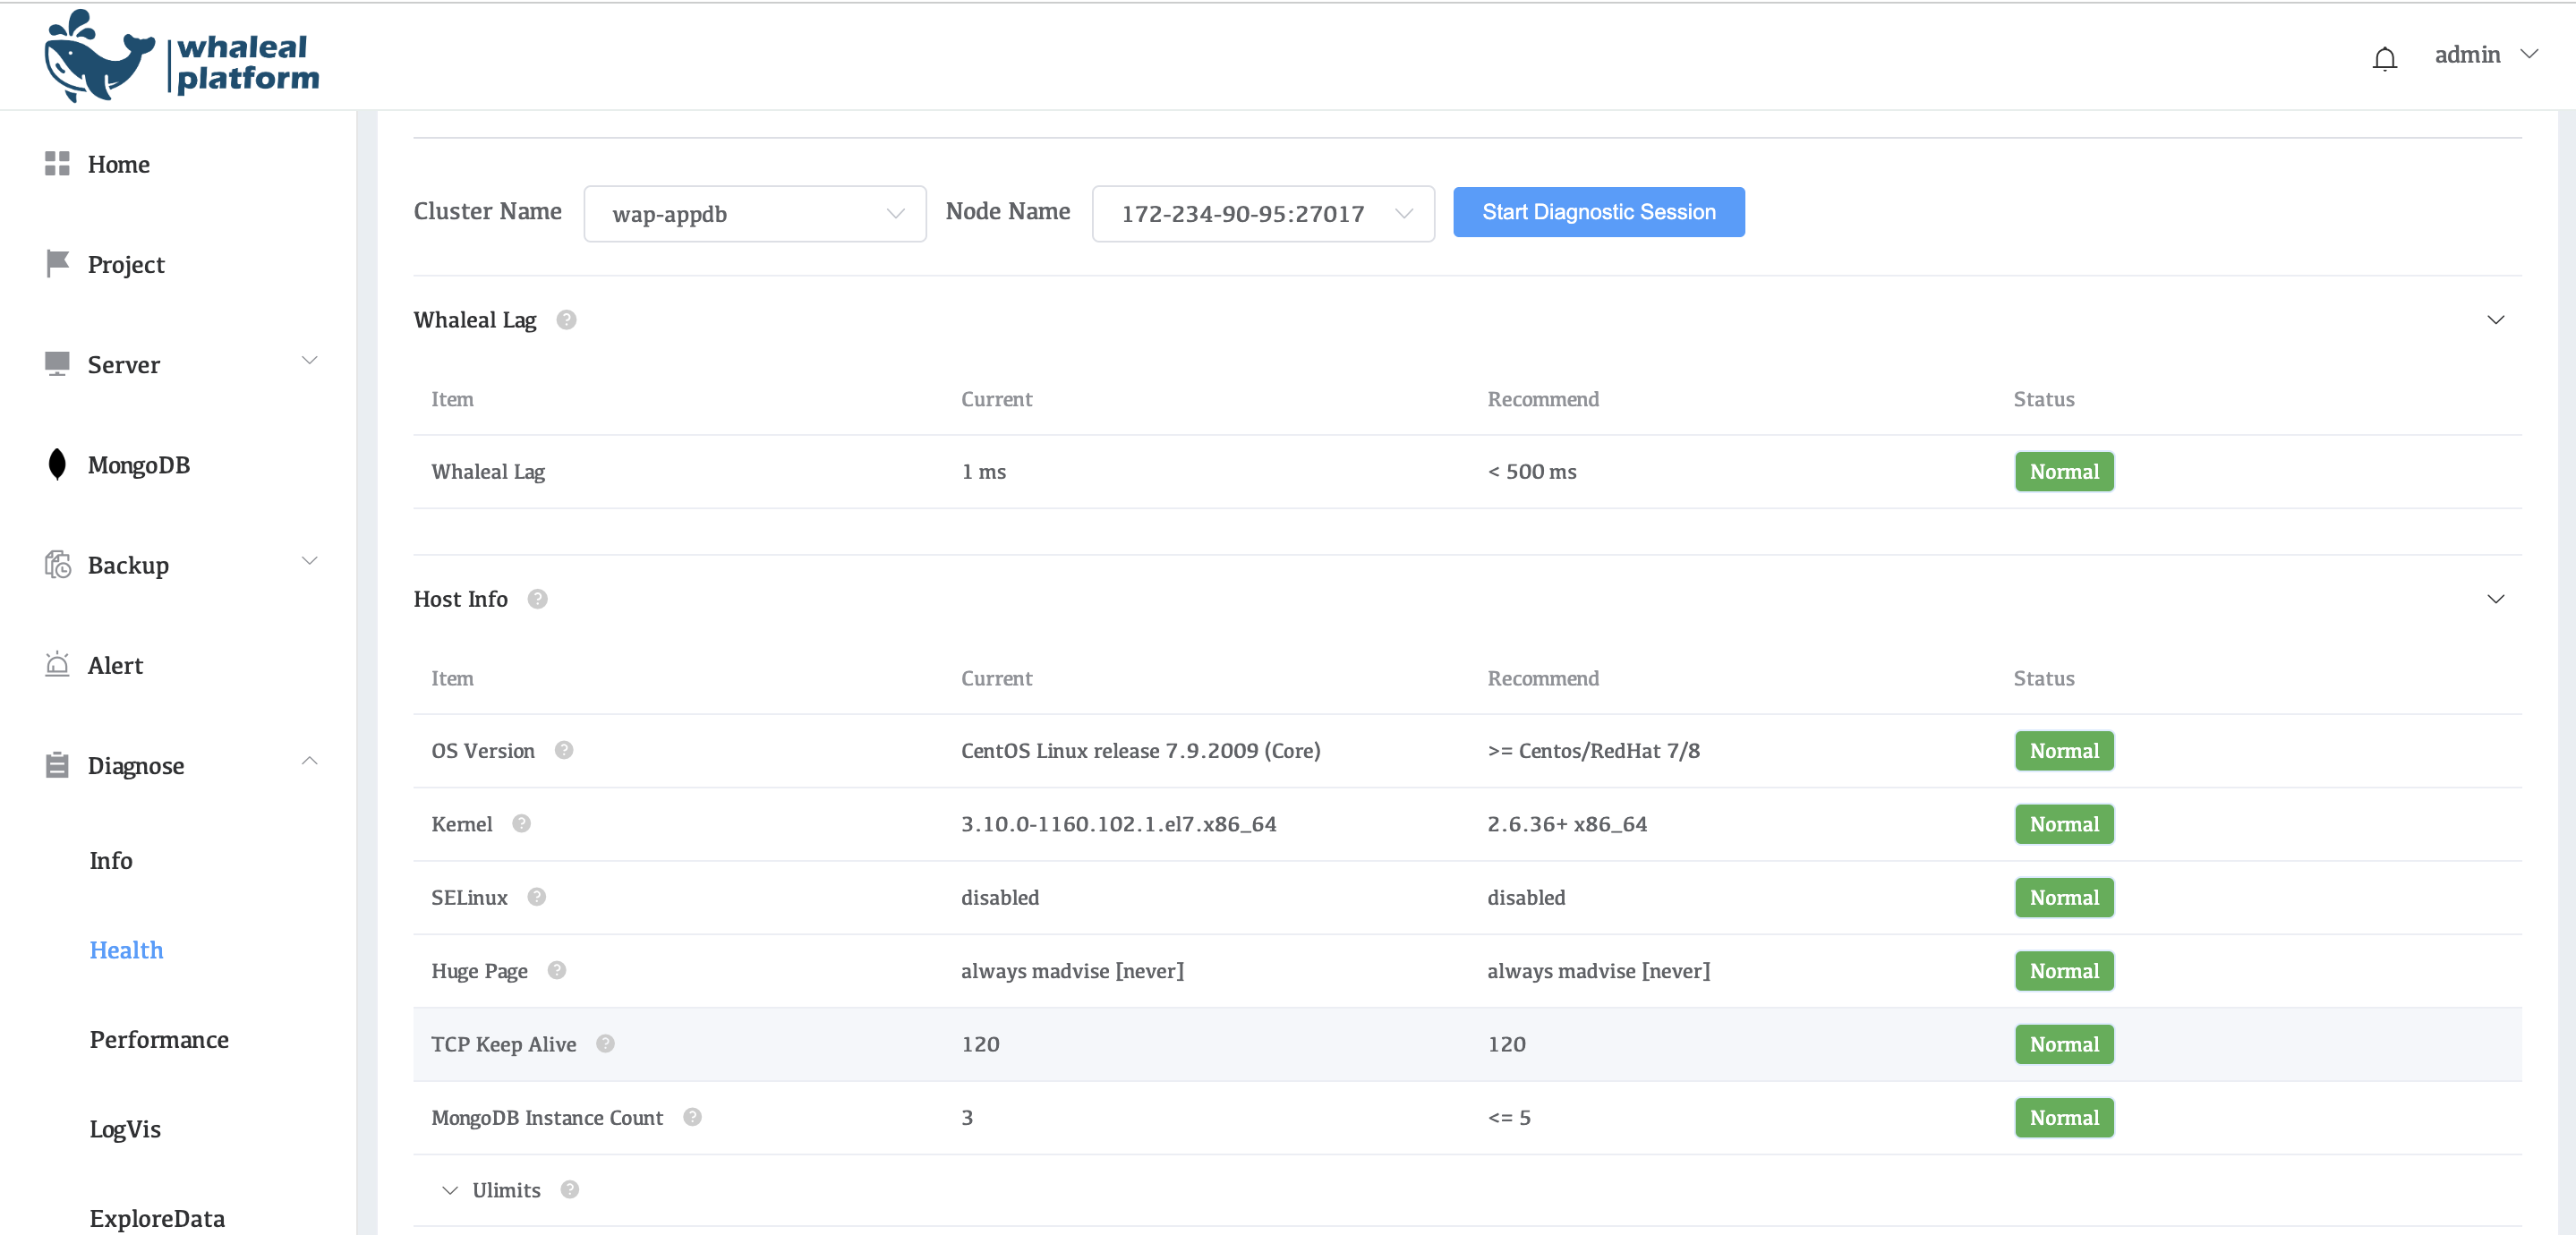 whaleal
platform
admin
Home
Project
Server
MongoDB
Backup
Alert
Diagnose
Info
Health
Performance
LogVis
ExploreData
Cluster Name wap-appdb Node Name 172-234-90-95:27017 Start Diagnostic Session
Whaleal Lag ?
Item Current Recommend Status
Whaleal Lag 1 ms < 500 ms Normal
Host Info ?
Item Current Recommend Status
OS Version ? CentOS Linux release 7.9.2009 (Core) >= Centos/RedHat 7/8 Normal
Kernel ? 3.10.0-1160.102.1.el7.x86_64 2.6.36+ x86_64 Normal
SELinux ? disabled disabled Normal
Huge Page ? always madvise [never] always madvise [never] Normal
TCP Keep Alive ? 120 120 Normal
MongoDB Instance Count ? 3 <= 5 Normal
Ulimits ?